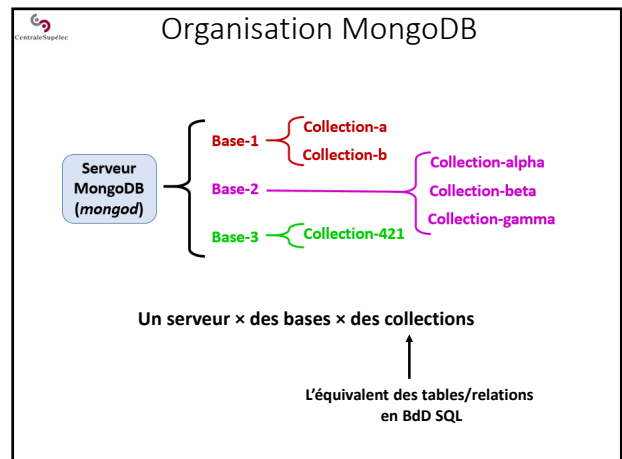 CentraleSupélec
Organisation MongoDB
Serveur
MongoDB
(mongod)
Base-1
Collection-a
Collection-b
Base-2
Collection-alpha
Collection-beta
Collection-gamma
Base-3
Collection-421
Un serveur × des bases × des collections
L'équivalent des tables/relations
en BdD SQL